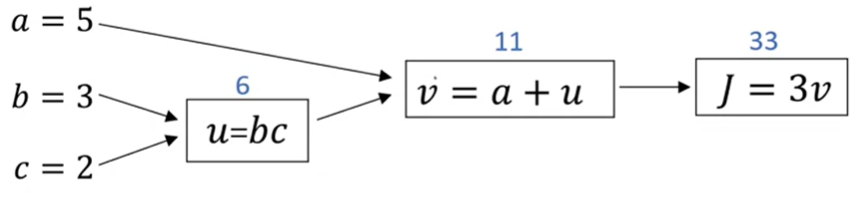 a = 5
b = 3
c = 2
6
u=bc
11
v = a + u
33
J = 3v